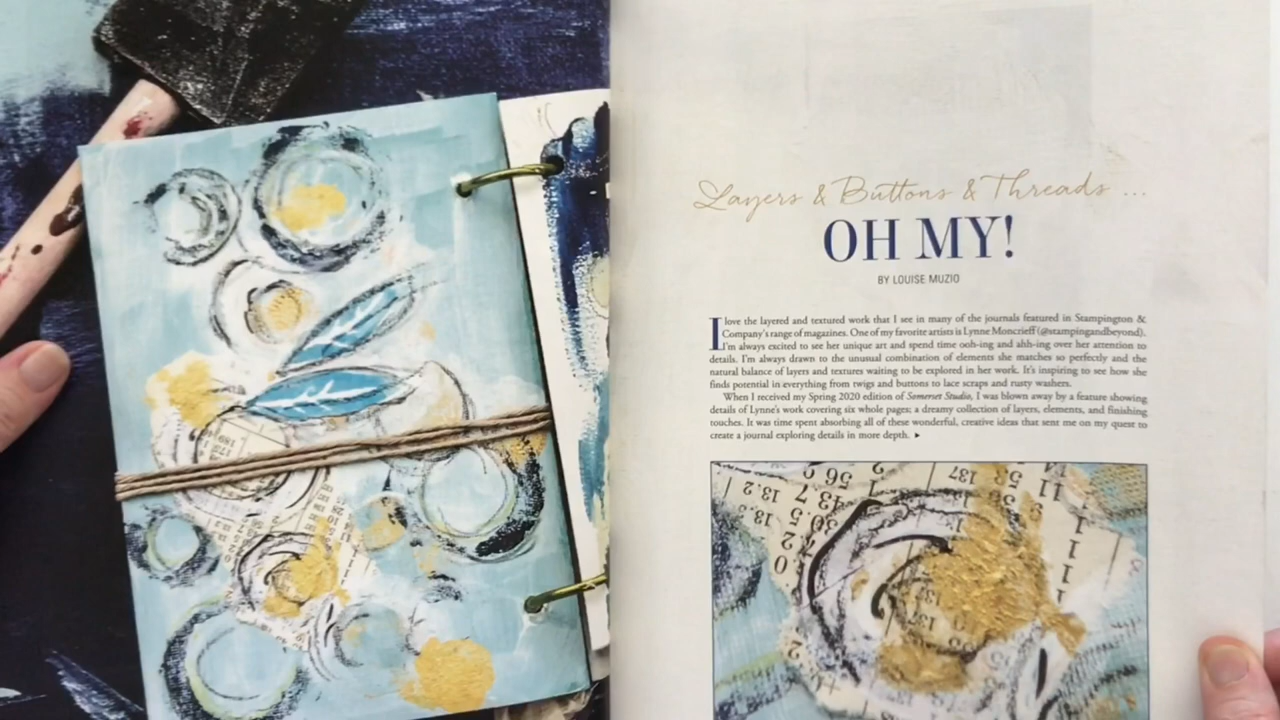 Layers & Buttons & Threads ...
OH MY!
BY LOUISE MUZIO
I love the layered and textured work that I see in many of the journals featured in Stampington &
Company's range of magazines. One of my favorite artists is Lynne Moncrieff (@stampingandbeyond).
I'm always excited to see her unique art and spend time ooh-ing and ahh-ing over her attention to
details. I'm always drawn to the unusual combination of elements she matches so perfectly and the
natural balance of layers and textures waiting to be explored in her work. It's inspiring to see how she
finds potential in everything from twigs and buttons to lace scraps and rusty washers.
When I received my Spring 2020 edition of Somerset Studio, I was blown away by a feature showing
details of Lynne's work covering six whole pages; a dreamy collection of layers, elements, and finishing
touches. It was time spent absorbing all of these wonderful, creative ideas that sent me on my quest to
create a journal exploring details in more depth. ▸
13.2
137
18.2